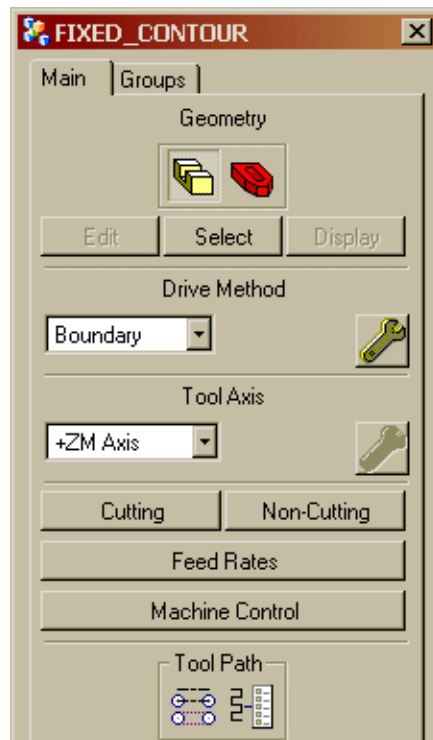 FIXED_CONTOUR
Main Groups
Geometry
Edit Select Display
Drive Method
Boundary
Tool Axis
+ZM Axis
Cutting Non-Cutting
Feed Rates
Machine Control
Tool Path